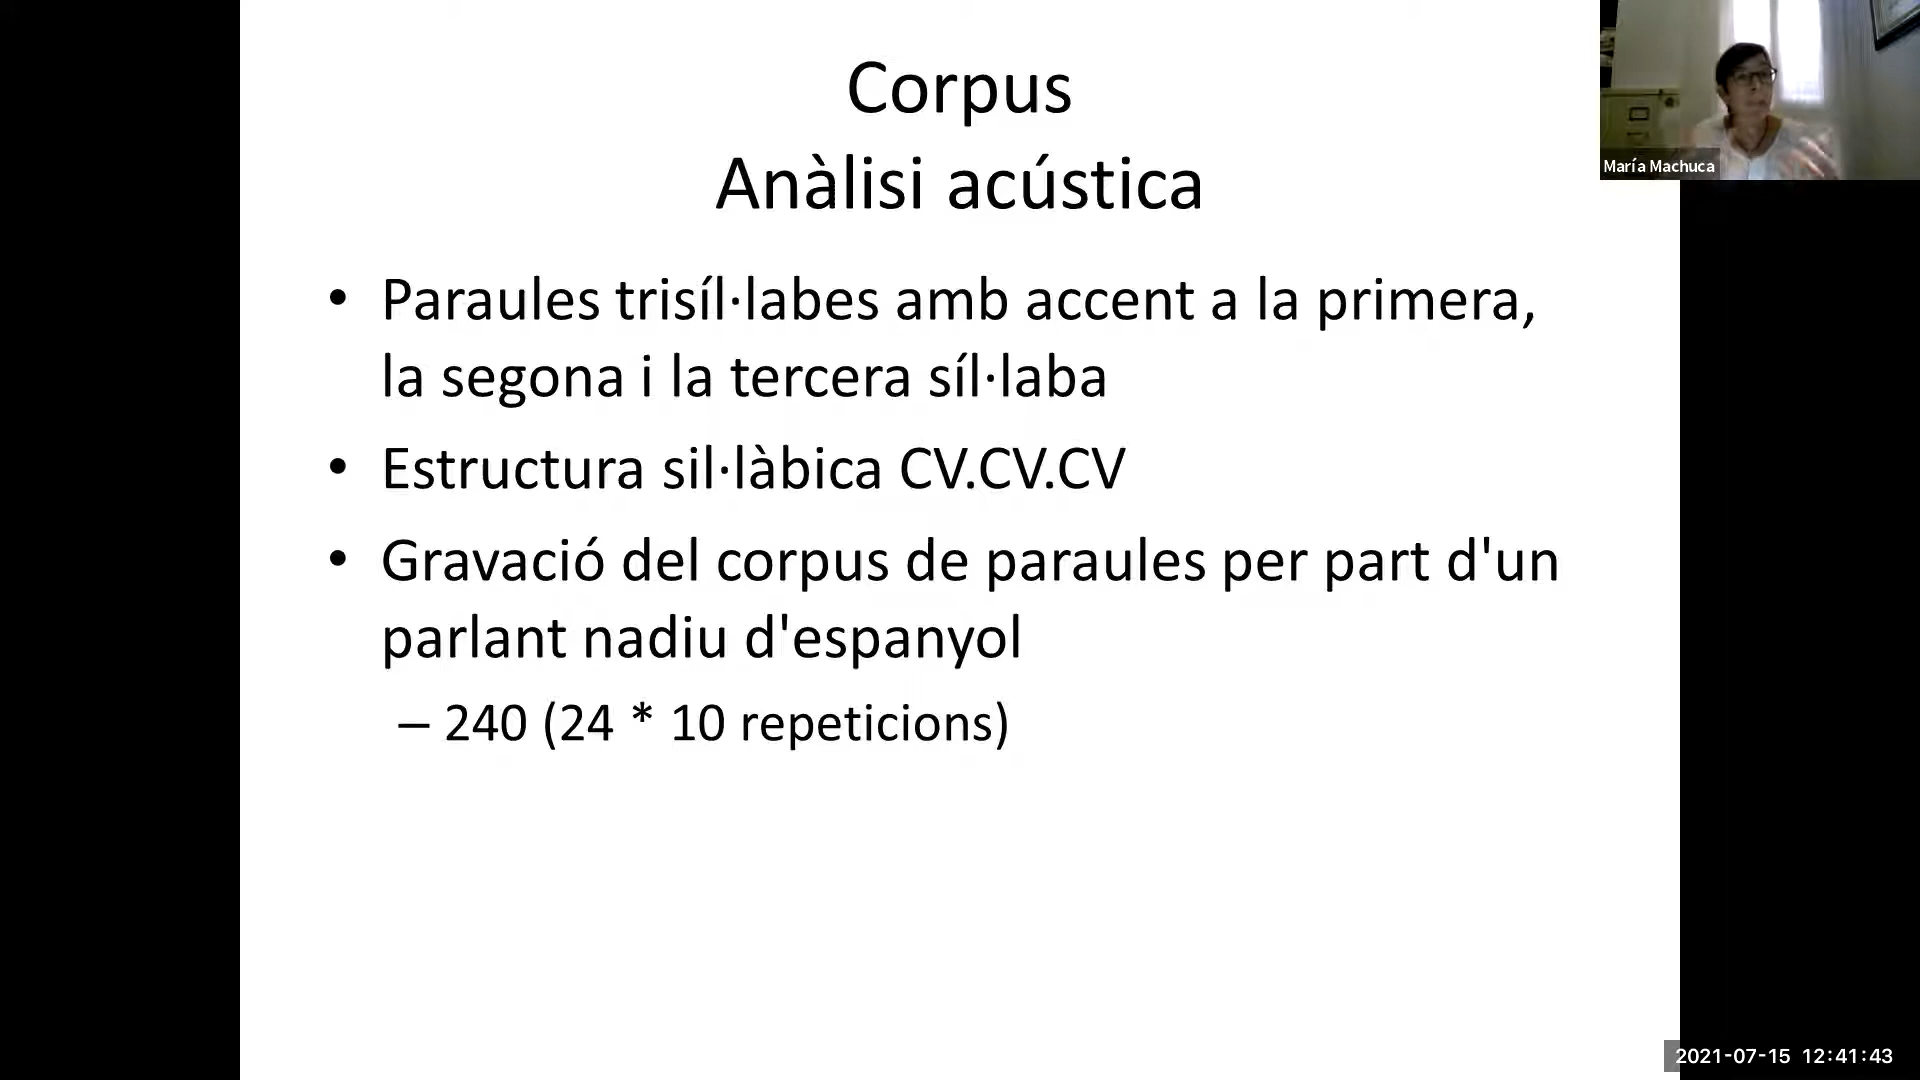 Corpus
Anàlisi acústica
• Paraules trisíl·labes amb accent a la primera,
la segona i la tercera síl·laba
• Estructura sil·làbica CV.CV.CV
• Gravació del corpus de paraules per part d'un
parlant nadiu d'espanyol
– 240 (24 * 10 repeticions)
María Machuca
2021-07-15 12:41:43